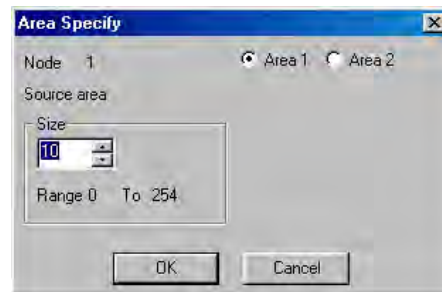 Area Specify
Node 1
Area 1 Area 2
Source area
Size
10
Range 0 To 254
OK Cancel